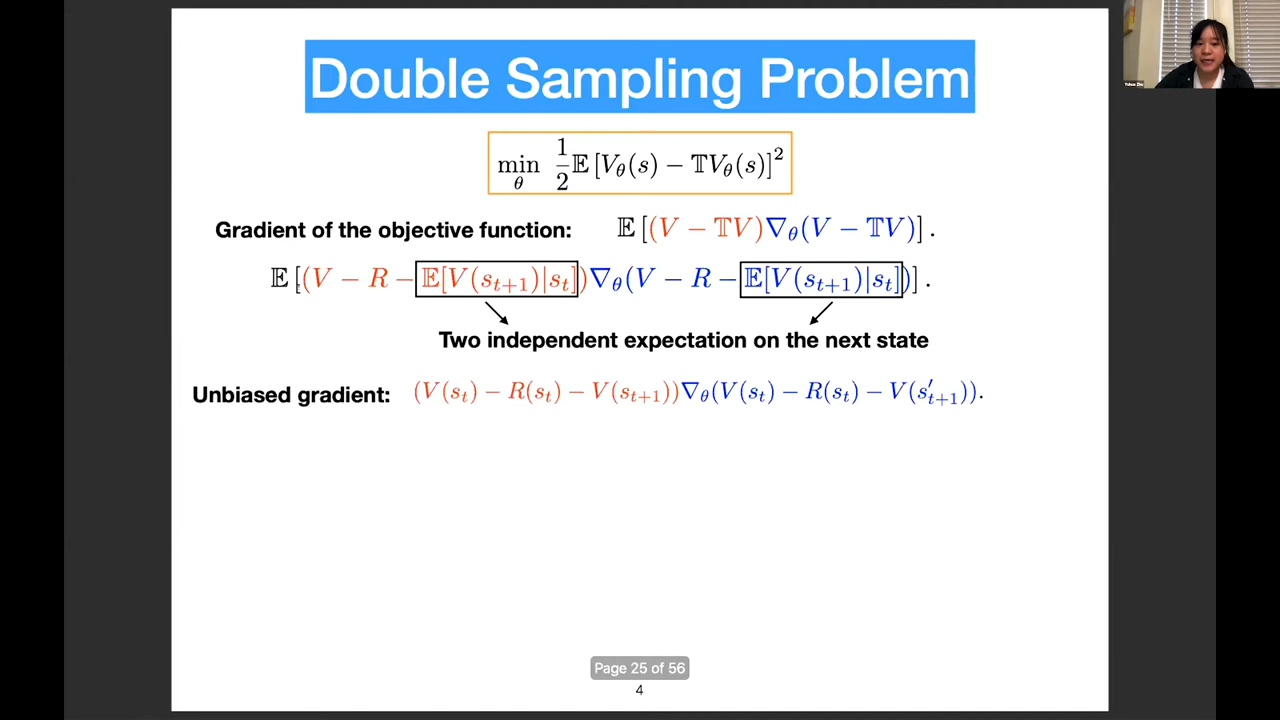 Double Sampling Problem
min_θ 1/2 𝔼 [V_θ(s) − 𝕋V_θ(s)]²
Gradient of the objective function: 𝔼 [(V − 𝕋V)∇_θ(V − 𝕋V)] .
𝔼 [(V − R − 𝔼[V(s_{t+1})|s_t])∇_θ(V − R − 𝔼[V(s_{t+1})|s_t])] .
Two independent expectation on the next state
Unbiased gradient: (V(s_t) − R(s_t) − V(s_{t+1}))∇_θ(V(s_t) − R(s_t) − V(s′_{t+1})).
Page 25 of 56
4